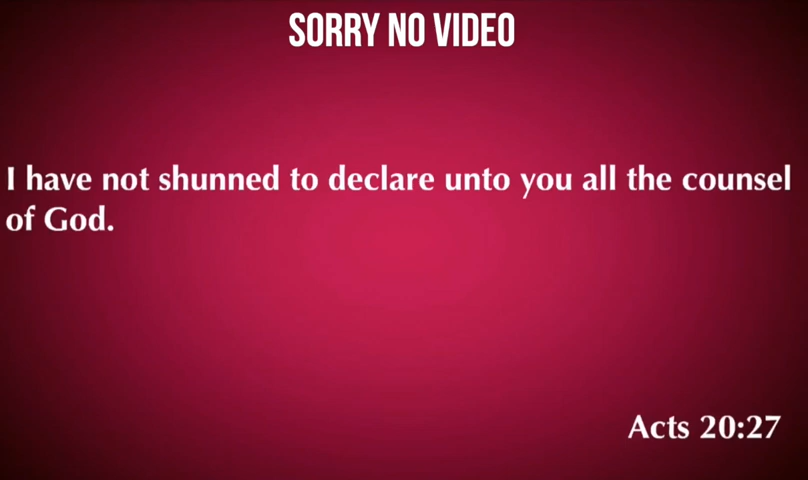 SORRY NO VIDEO
I have not shunned to declare unto you all the counsel
of God.
Acts 20:27